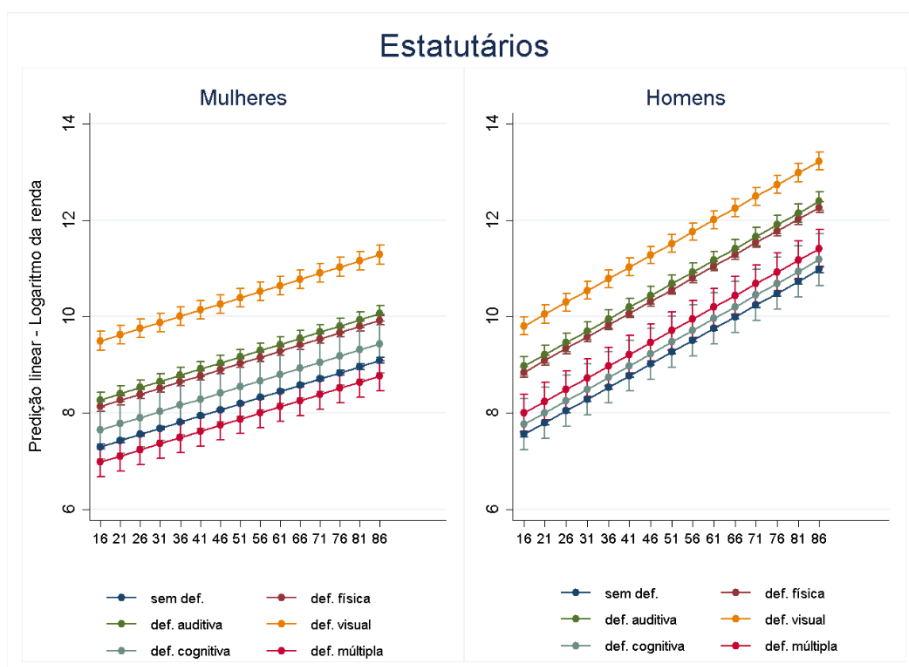 Estatutários
Mulheres
Predição linear - Logaritmo da renda
14
12
10
8
6
16 21 26 31 36 41 46 51 56 61 66 71 76 81 86
sem def. def. física
def. auditiva def. visual
def. cognitiva def. múltipla
Homens
14
12
10
8
6
16 21 26 31 36 41 46 51 56 61 66 71 76 81 86
sem def. def. física
def. auditiva def. visual
def. cognitiva def. múltipla